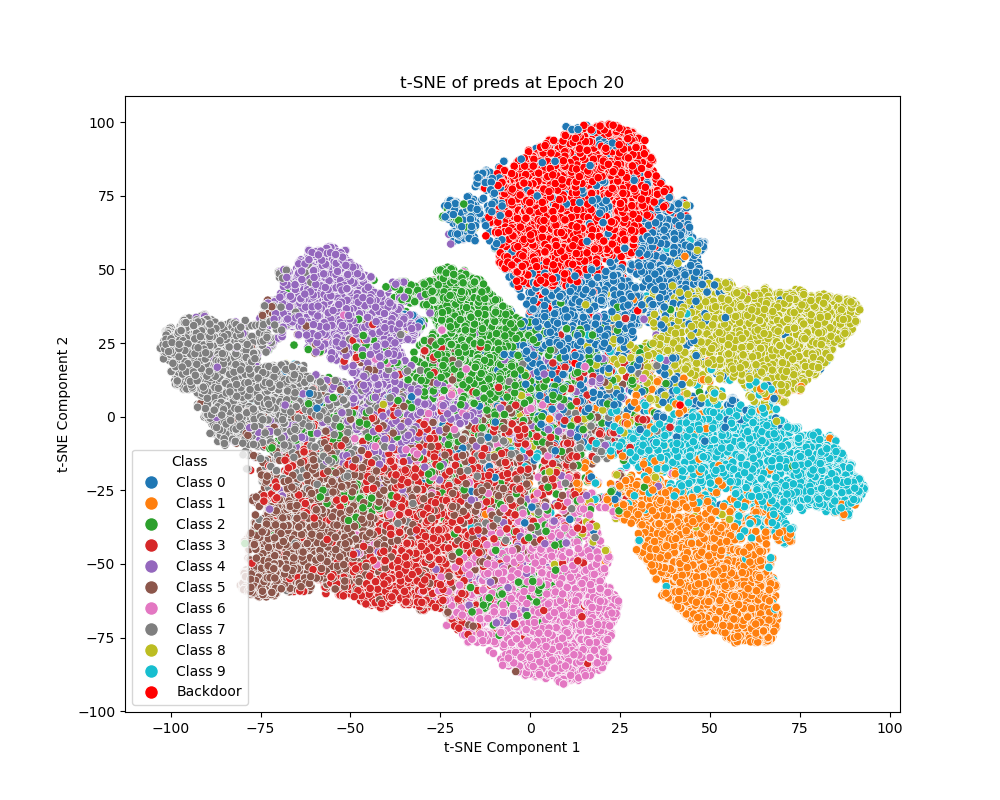 t-SNE of preds at Epoch 20
100
75
50
25
0
−25
−50
−75
−100
t-SNE Component 2
Class
Class 0
Class 1
Class 2
Class 3
Class 4
Class 5
Class 6
Class 7
Class 8
Class 9
Backdoor
−100 −75 −50 −25 0 25 50 75 100
t-SNE Component 1